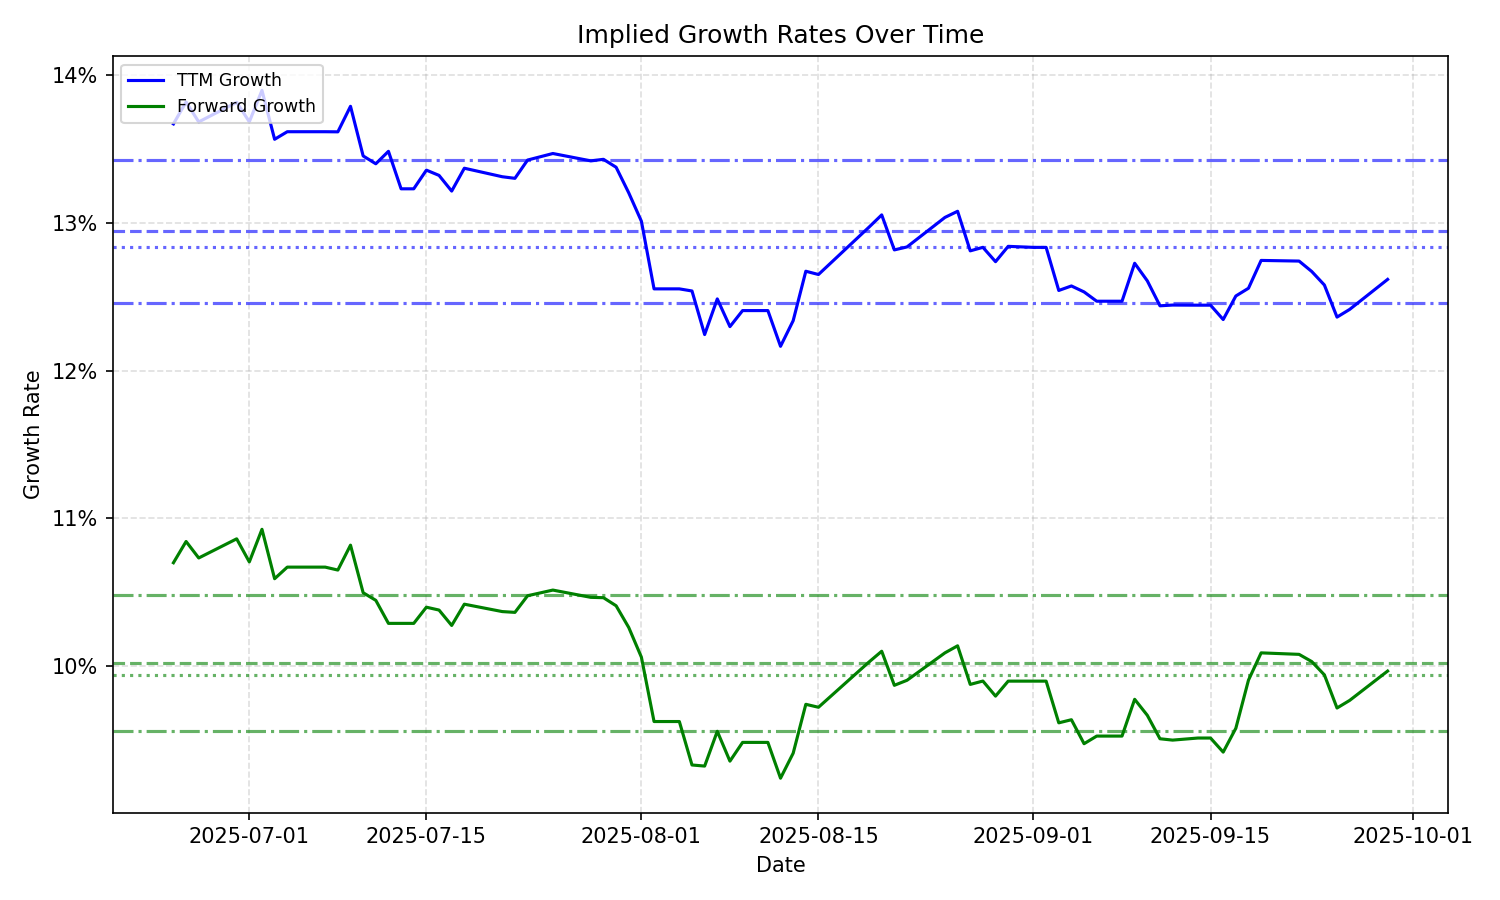 Implied Growth Rates Over Time
TTM Growth
Forward Growth
14%
13%
12%
11%
10%
Growth Rate
2025-07-01
2025-07-15
2025-08-01
2025-08-15
2025-09-01
2025-09-15
2025-10-01
Date